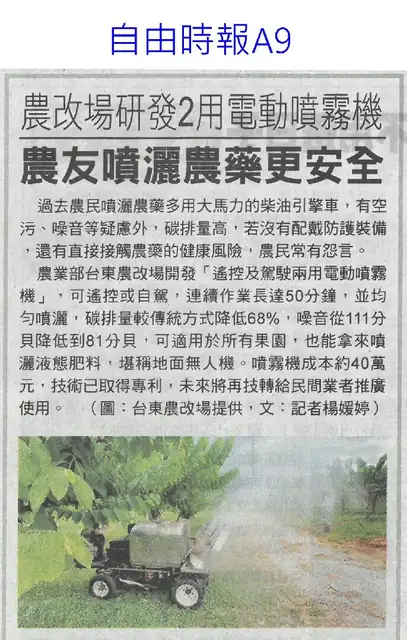 自由時報A9
農改場研發2用電動噴霧機
農友噴灑農藥更安全
過去農民噴灑農藥多用大馬力的柴油引擎車，有空
污、噪音等疑慮外，碳排量高，若沒有配戴防護裝備
，還有直接接觸農藥的健康風險，農民常有怨言。
農業部台東農改場開發「遙控及駕駛兩用電動噴霧
機」，可遙控或自駕，連續作業長達50分鐘，並均
勻噴灑，碳排量較傳統方式降低68%，噪音從111分
貝降低到81分貝，可適用於所有果園，也能拿來噴
灑液態肥料，堪稱地面無人機。噴霧機成本約40萬
元，技術已取得專利，未來將再技轉給民間業者推廣
使用。（圖：台東農改場提供，文：記者楊媛婷）